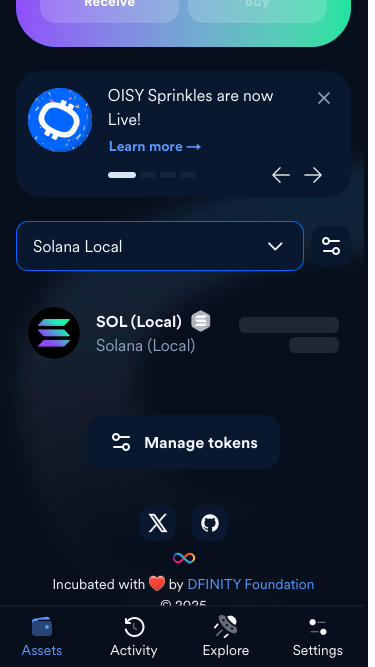 Receive
Buy
OISY Sprinkles are now
Live!
Learn more →
Solana Local
SOL (Local)
Solana (Local)
Manage tokens
Incubated with ❤️ by DFINITY Foundation
© 2025
Assets
Activity
Explore
Settings